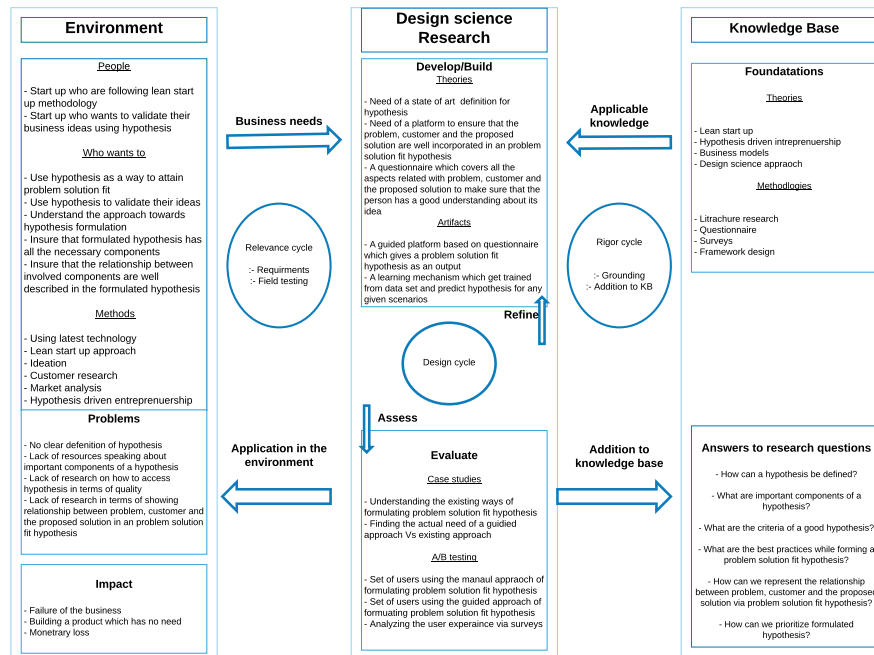 Environment
People
- Start up who are following lean start
up methodology
- Start up who wants to validate their
business ideas using hypothesis
Who wants to
- Use hypothesis as a way to attain
problem solution fit
- Use hypothesis to validate their ideas
- Understand the approach towards
hypothesis formulation
- Insure that formulated hypothesis has
all the necessary components
- Insure that the relationship between
involved components are well
described in the formulated hypothesis
Methods
- Using latest technology
- Lean start up approach
- Ideation
- Customer research
- Market analysis
- Hypothesis driven entreprenuership
Problems
- No clear defenition of hypothesis
- Lack of resources speaking about
important components of a hypothesis
- Lack of research on how to access
hypothesis in terms of quality
- Lack of research in terms of showing
relationship between problem, customer and
the proposed solution in an problem solution
fit hypothesis
Impact
- Failure of the business
- Building a product which has no need
- Monetary loss
Business needs
Relevance cycle
:- Requirments
:- Field testing
Application in the
environment
Design science
Research
Develop/Build
Theories
- Need of a state of art  definition for
hypothesis
- Need of a platform to ensure that the
problem, customer and the proposed
solution are well incorporated in an problem
solution fit hypothesis
- A questionnaire which covers all the
aspects related with problem, customer and
the proposed solution to make sure that the
person has a good understanding about its
idea
Artifacts
- A guided platform based on questionnaire
which gives a problem solution fit
hypothesis as an output
- A learning mechanism which get trained
from data set and predict hypothesis for any
given scenarios
Refine
Design cycle
Assess
Evaluate
Case studies
- Understanding the existing ways of
formulating problem solution fit hypothesis
- Finding the actual need of a guidied
approach Vs existing approach
A/B testing
- Set of users using the manaul appraoch of
formulating problem solution fit hypothesis
- Set of users using the guided approach of
formuating problem solution fit hypothesis
- Analyzing the user experaince via surveys
Applicable
knowledge
Rigor cycle
:- Grounding
:- Addition to KB
Addition to
knowledge base
Knowledge Base
Foundatations
Theories
- Lean start up
- Hypothesis driven intreprenuership
- Business models
- Design science appraoch
Methodlogies
- Litrachure research
- Questionnaire
- Surveys
- Framework design
Answers to research questions
- How can a hypothesis be defined?
- What are important components of a
hypothesis?
- What are the criteria of a good hypothesis?
- What are the best practices while forming a
problem solution fit hypothesis?
- How can we represent the relationship
between problem, customer and the proposed
solution via problem solution fit hypothesis?
- How can we prioritize formulated
hypothesis?